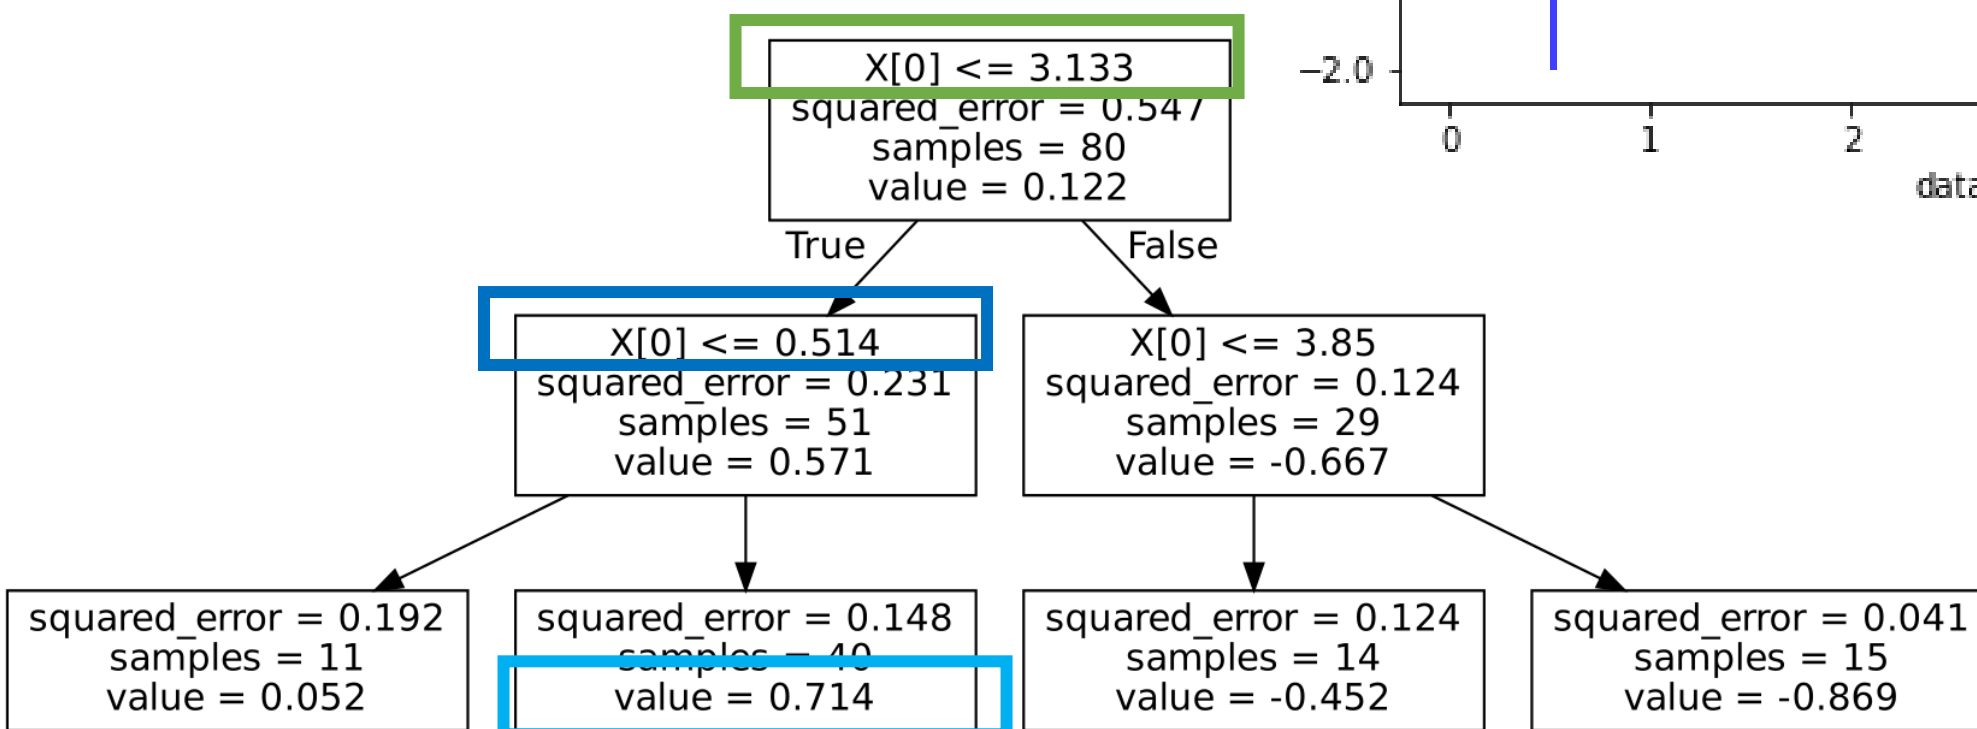 X[0] <= 3.133
squared_error = 0.547
samples = 80
value = 0.122
−2.0
0 1 2
data
True False
X[0] <= 0.514
squared_error = 0.231
samples = 51
value = 0.571
X[0] <= 3.85
squared_error = 0.124
samples = 29
value = -0.667
squared_error = 0.192
samples = 11
value = 0.052
squared_error = 0.148
samples = 40
value = 0.714
squared_error = 0.124
samples = 14
value = -0.452
squared_error = 0.041
samples = 15
value = -0.869